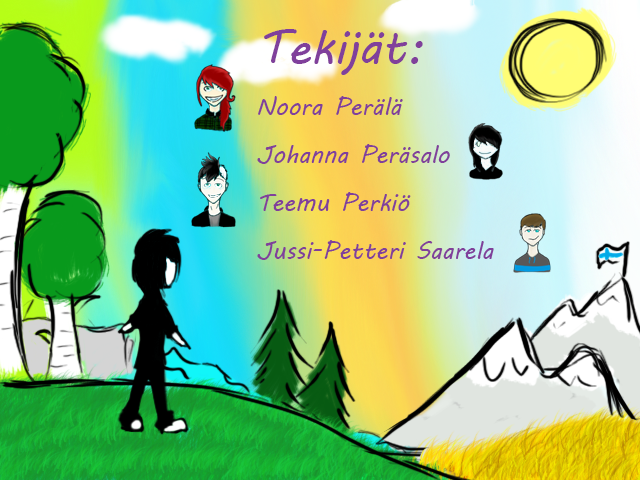 Tekijät:
Noora Perälä
Johanna Peräsalo
Teemu Perkiö
Jussi-Petteri Saarela